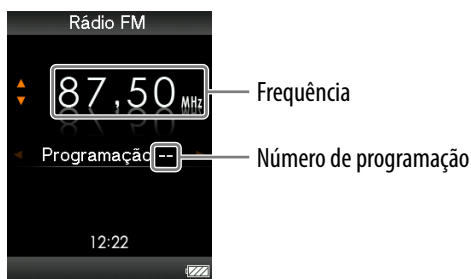 Rádio FM
87,50 MHz
Frequência
Programação --
Número de programação
12:22